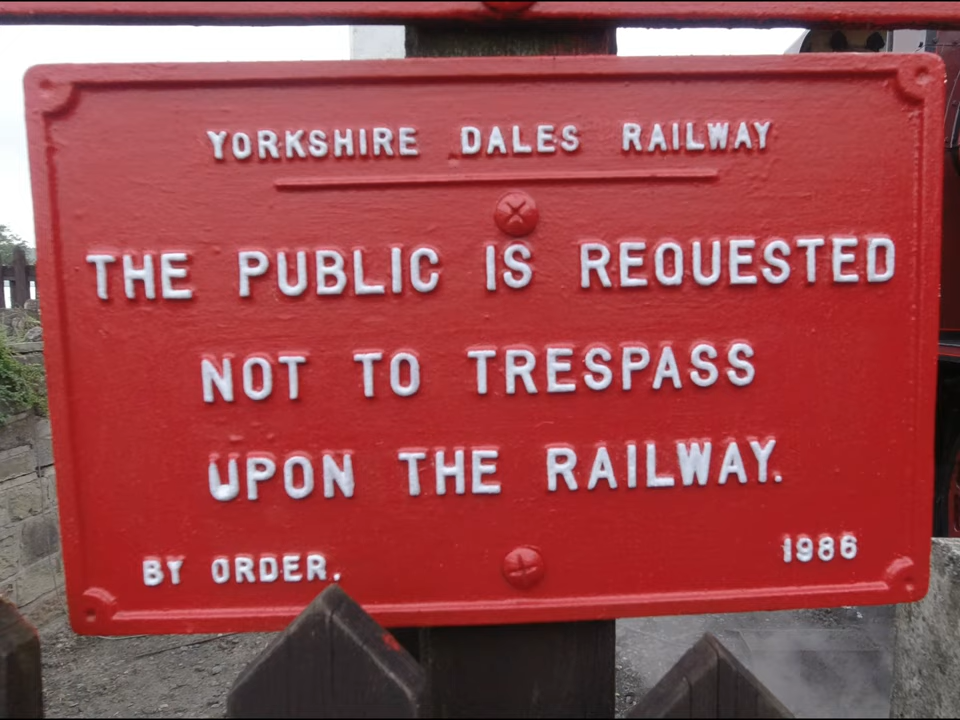 YORKSHIRE DALES RAILWAY
THE PUBLIC IS REQUESTED
NOT TO TRESPASS
UPON THE RAILWAY.
BY ORDER. 1986